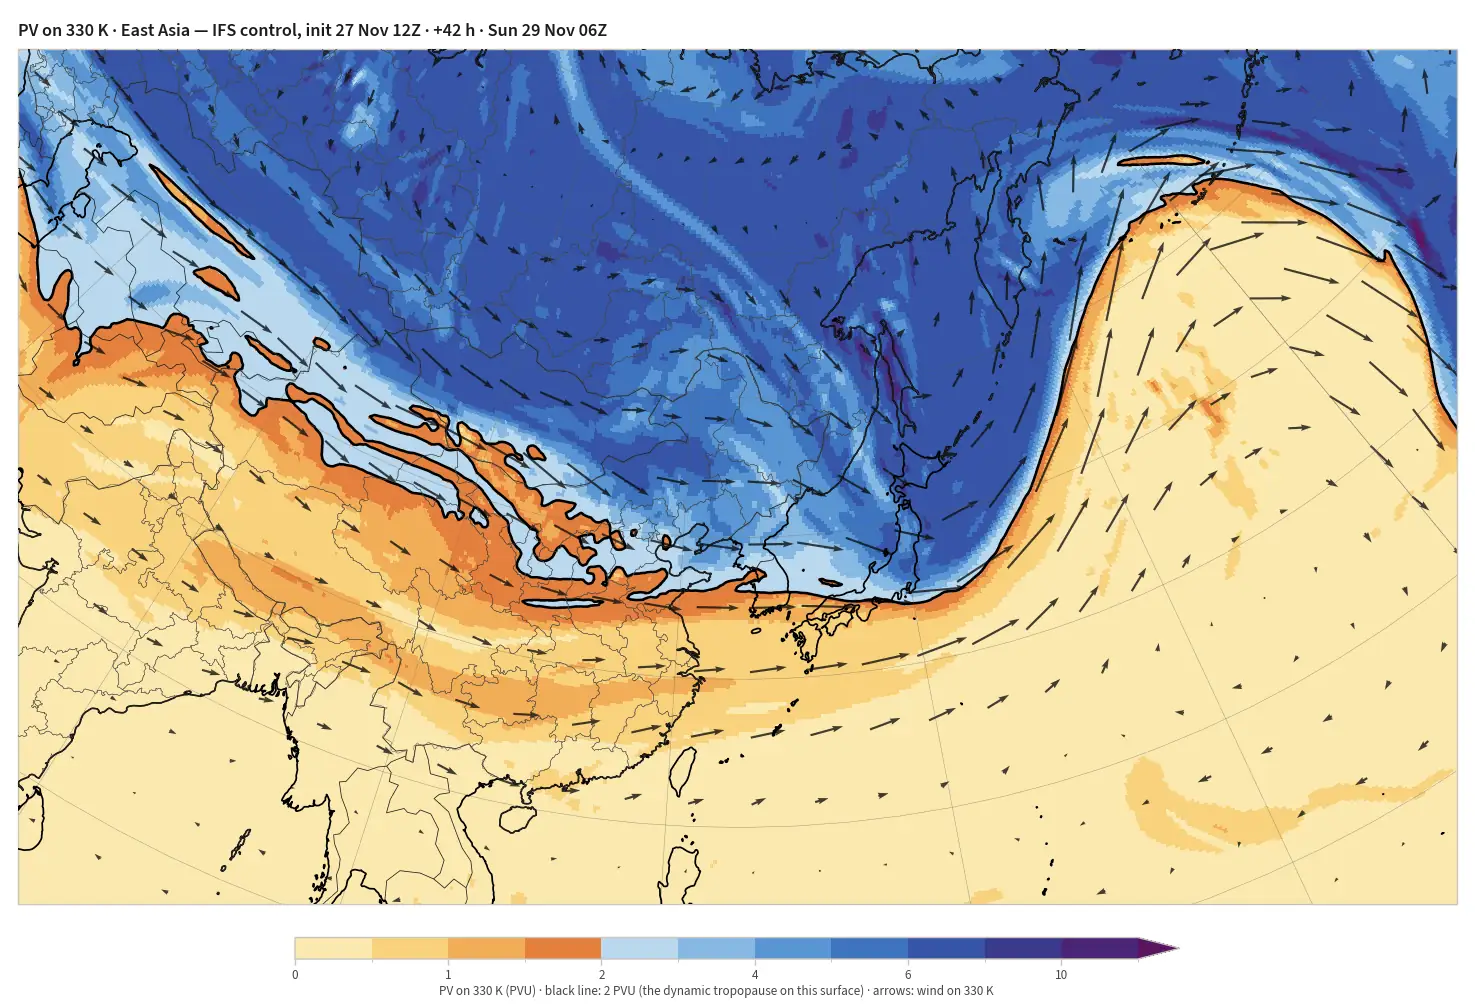 PV on 330 K · East Asia — IFS control, init 27 Nov 12Z · +42 h · Sun 29 Nov 06Z
0 1 2 4 6 10
PV on 330 K (PVU) · black line: 2 PVU (the dynamic tropopause on this surface) · arrows: wind on 330 K